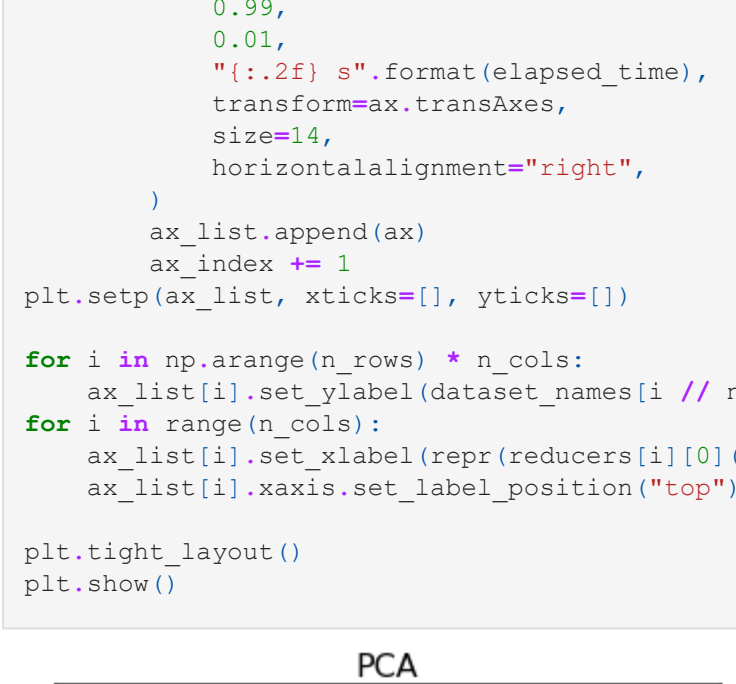 0.99,
            0.01,
            "{:.2f} s".format(elapsed_time),
            transform=ax.transAxes,
            size=14,
            horizontalalignment="right",
        )
        ax_list.append(ax)
        ax_index += 1
plt.setp(ax_list, xticks=[], yticks=[])

for i in np.arange(n_rows) * n_cols:
    ax_list[i].set_ylabel(dataset_names[i // n
for i in range(n_cols):
    ax_list[i].set_xlabel(repr(reducers[i][0](
    ax_list[i].xaxis.set_label_position("top")

plt.tight_layout()
plt.show()

PCA